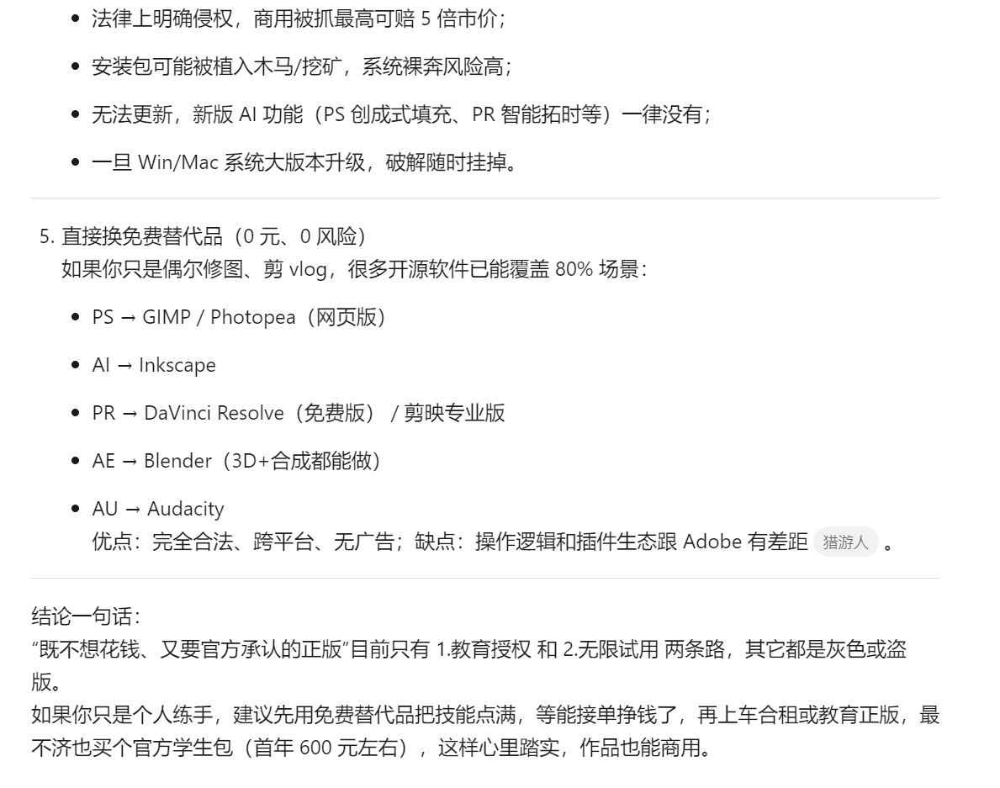 • 法律上明确侵权，商用被抓最高可赔 5 倍市价；
• 安装包可能被植入木马/挖矿，系统裸奔风险高；
• 无法更新，新版 AI 功能（PS 创成式填充、PR 智能拓时等）一律没有；
• 一旦 Win/Mac 系统大版本升级，破解随时挂掉。
5. 直接换免费替代品（0 元、0 风险）
如果你只是偶尔修图、剪 vlog，很多开源软件已能覆盖 80% 场景：
• PS → GIMP / Photopea（网页版）
• AI → Inkscape
• PR → DaVinci Resolve（免费版） / 剪映专业版
• AE → Blender（3D+合成都能做）
• AU → Audacity
优点：完全合法、跨平台、无广告；缺点：操作逻辑和插件生态跟 Adobe 有差距 猎游人 。
结论一句话：
“既不想花钱、又要官方承认的正版”目前只有 1.教育授权 和 2.无限试用 两条路，其它都是灰色或盗
版。
如果你只是个人练手，建议先用免费替代品把技能点满，等能接单挣钱了，再上车合租或教育正版，最
不济也买个官方学生包（首年 600 元左右），这样心里踏实，作品也能商用。